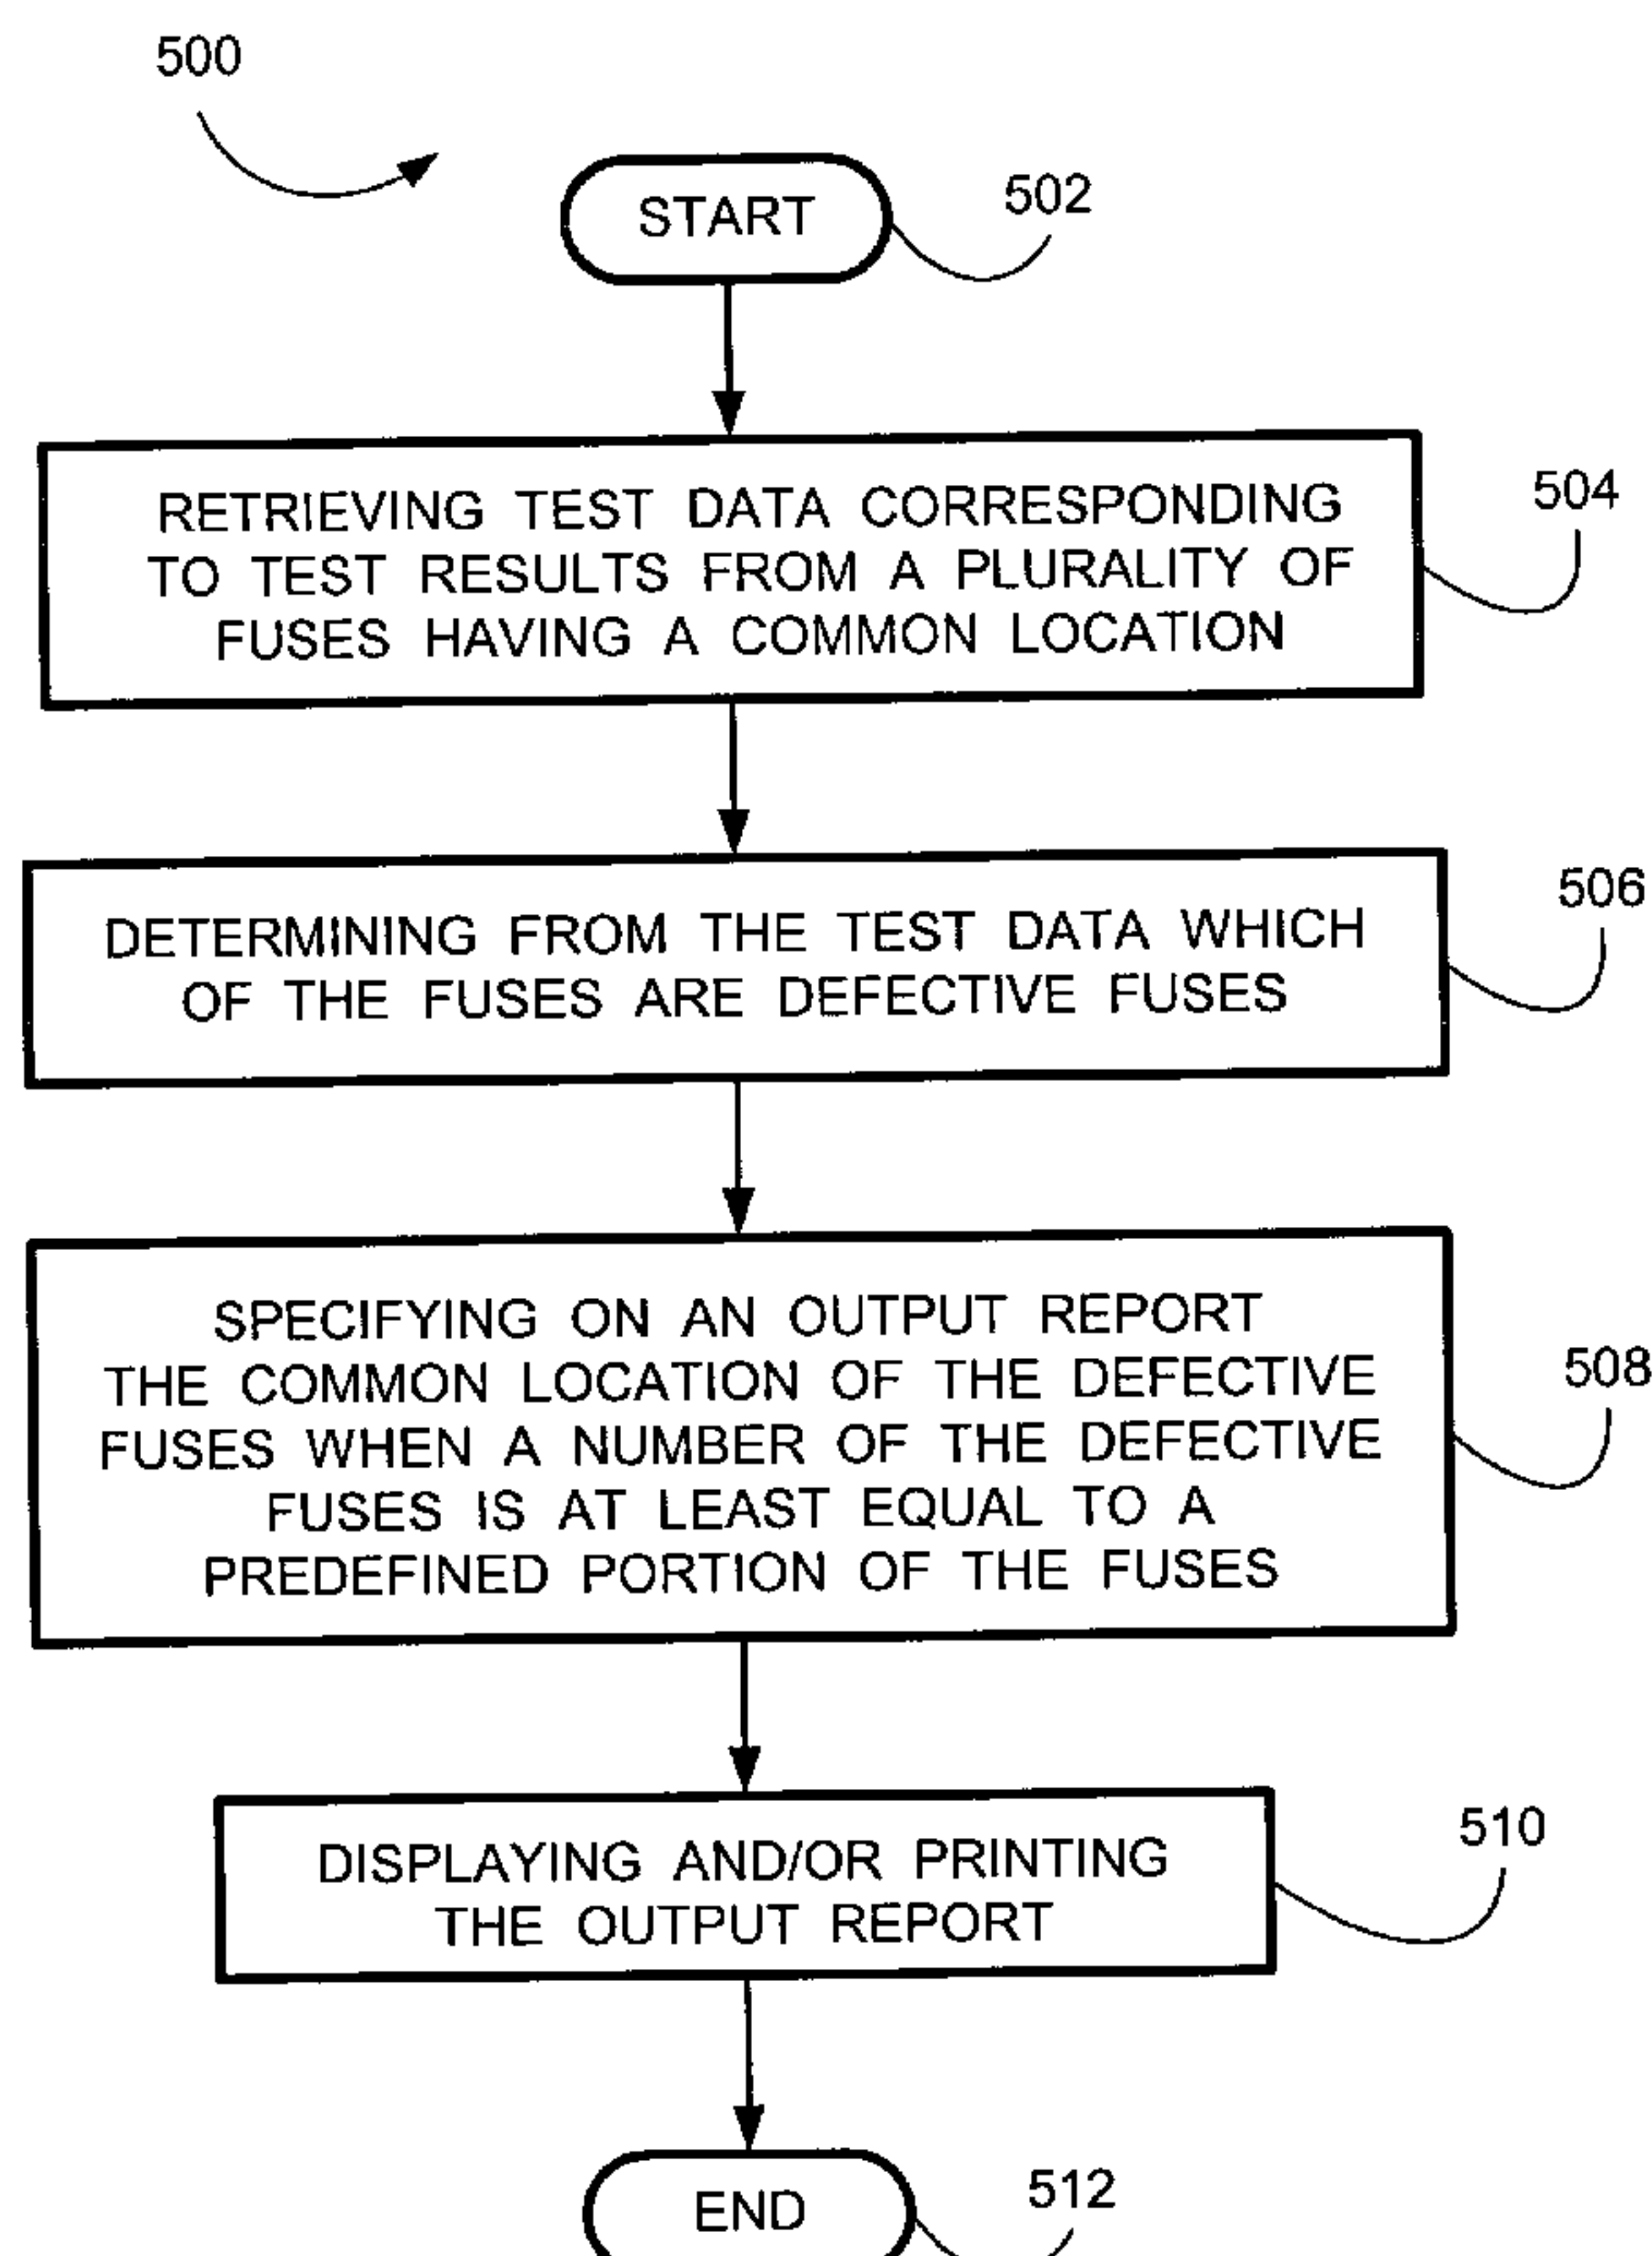 500
START
502
RETRIEVING TEST DATA CORRESPONDING
TO TEST RESULTS FROM A PLURALITY OF
FUSES HAVING A COMMON LOCATION
504
DETERMINING FROM THE TEST DATA WHICH
OF THE FUSES ARE DEFECTIVE FUSES
506
SPECIFYING ON AN OUTPUT REPORT
THE COMMON LOCATION OF THE DEFECTIVE
FUSES WHEN A NUMBER OF THE DEFECTIVE
FUSES IS AT LEAST EQUAL TO A
PREDEFINED PORTION OF THE FUSES
508
DISPLAYING AND/OR PRINTING
THE OUTPUT REPORT
510
END
512